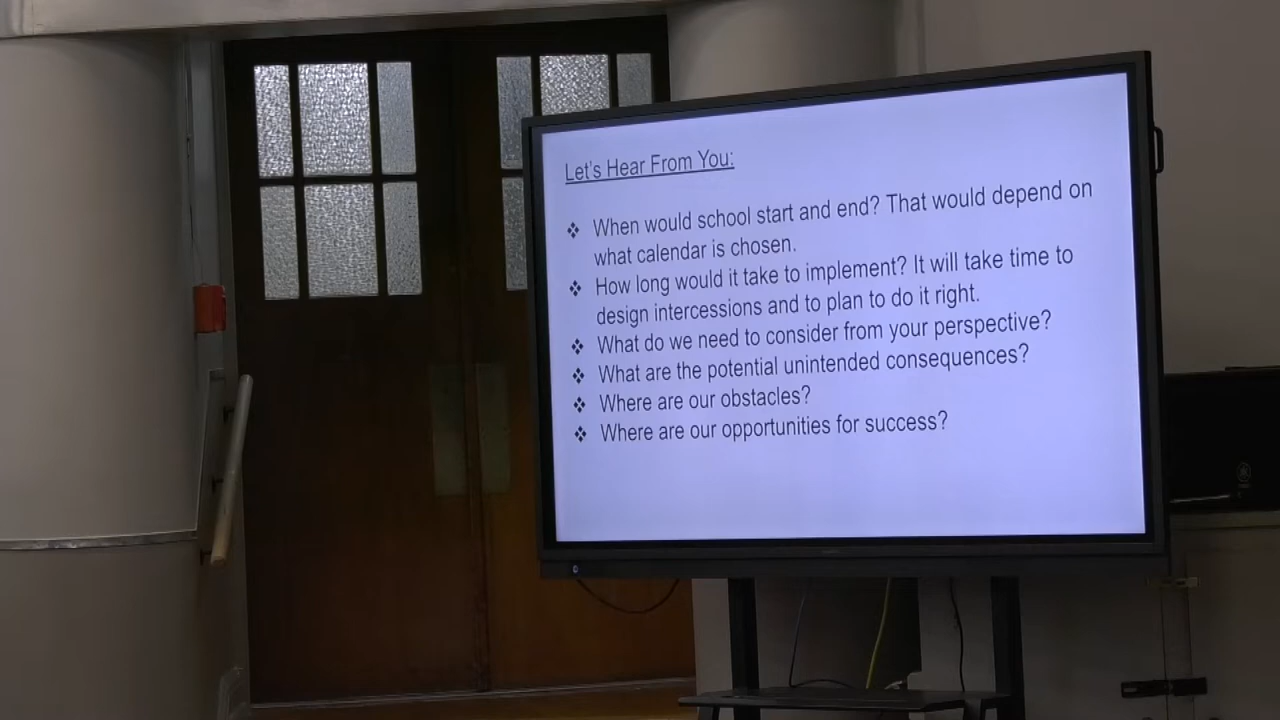 Let's Hear From You:
❖ When would school start and end? That would depend on
what calendar is chosen.
❖ How long would it take to implement? It will take time to
design intercessions and to plan to do it right.
❖ What do we need to consider from your perspective?
❖ What are the potential unintended consequences?
❖ Where are our obstacles?
❖ Where are our opportunities for success?